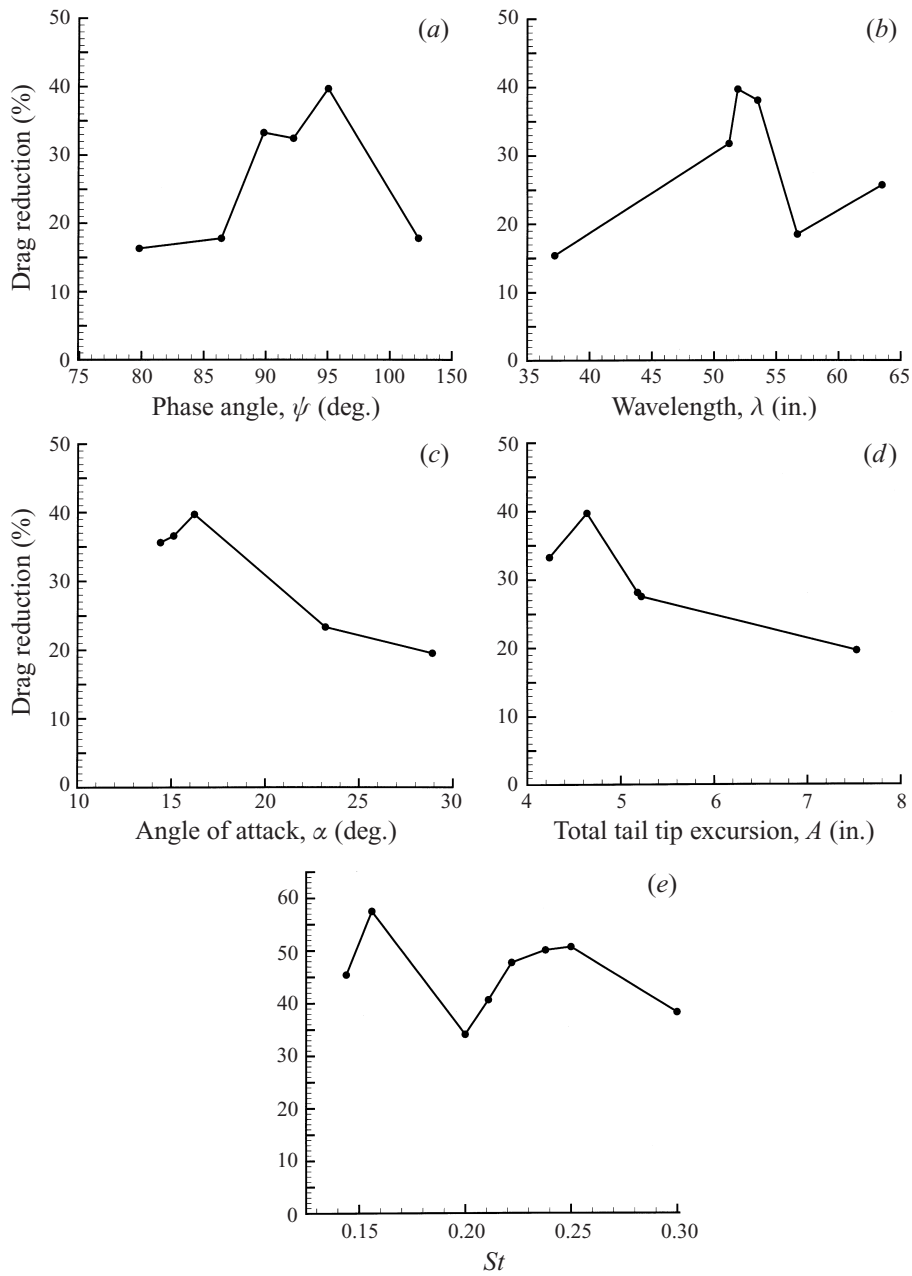 50
40
30
20
10
0
Drag reduction (%)
(a)
75 80 85 90 95 100 150
Phase angle, ψ (deg.)
50
40
30
20
10
0
(b)
35 40 45 50 55 60 65
Wavelength, λ (in.)
50
40
30
20
10
0
Drag reduction (%)
(c)
10 15 20 25 30
Angle of attack, α (deg.)
50
40
30
20
10
0
(d)
4 5 6 7 8
Total tail tip excursion, A (in.)
60
50
40
30
20
10
0
(e)
0.15 0.20 0.25 0.30
St